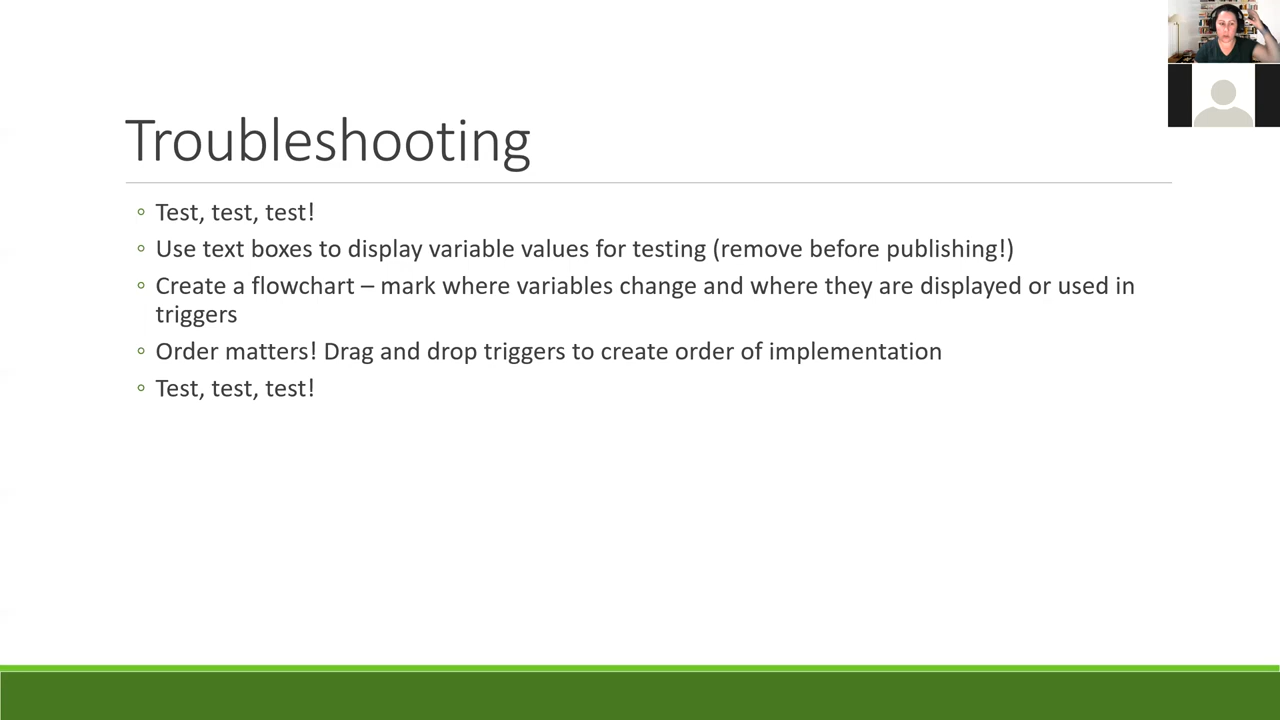 Troubleshooting
◦ Test, test, test!
◦ Use text boxes to display variable values for testing (remove before publishing!)
◦ Create a flowchart – mark where variables change and where they are displayed or used in
triggers
◦ Order matters! Drag and drop triggers to create order of implementation
◦ Test, test, test!